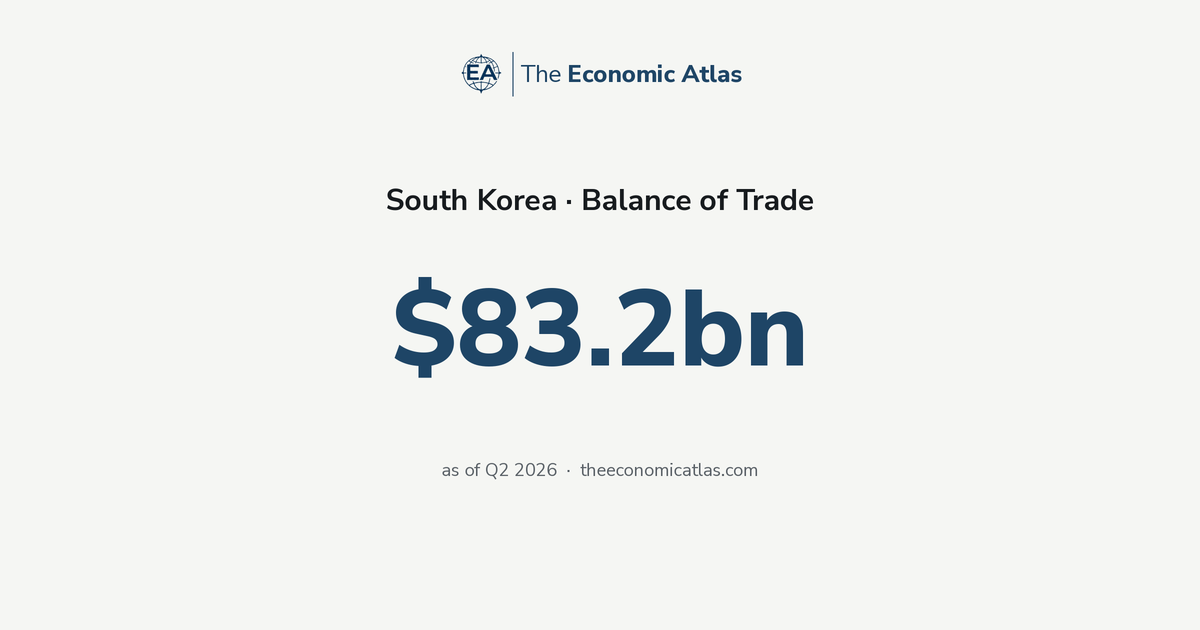 EA The Economic Atlas
South Korea · Balance of Trade
$83.2bn
as of Q2 2026 · theeconomicatlas.com